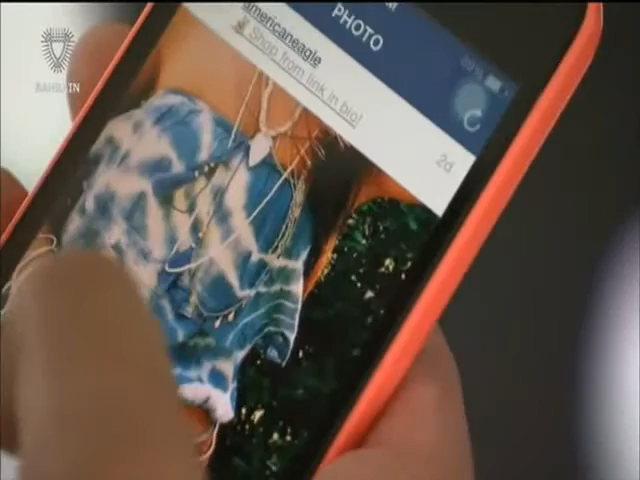 BAHRAIN
PHOTO
americaneagle
Shop from link in bio!
2d